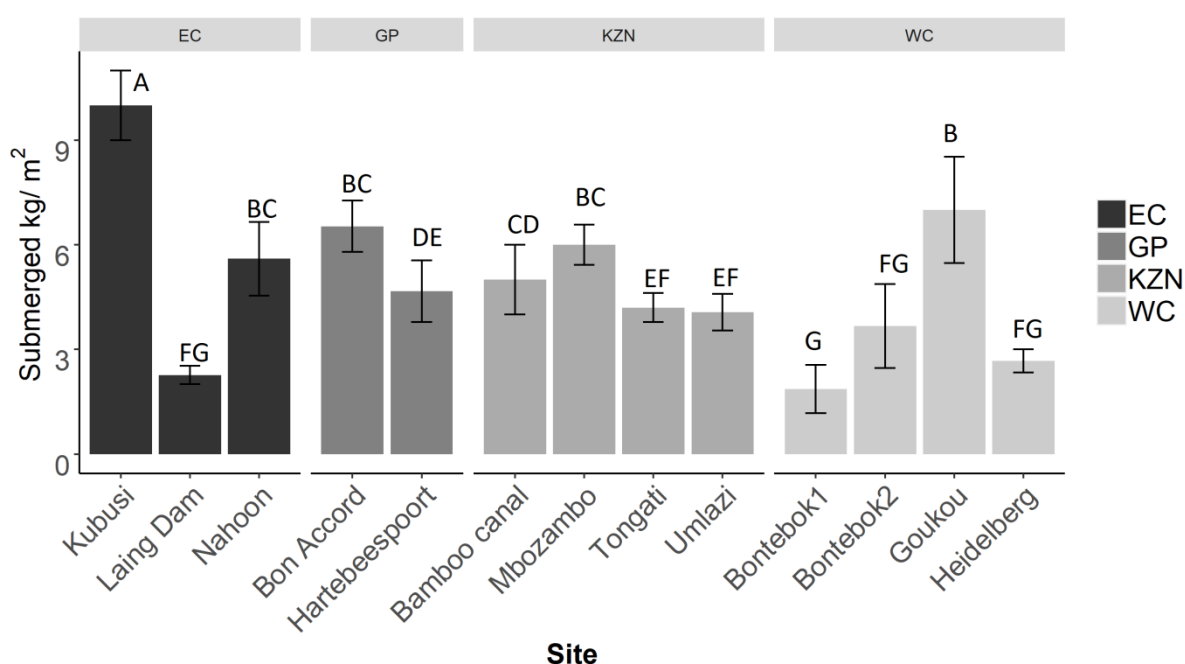 EC GP KZN WC
A
B
BC BC BC
CD
DE
FG EF EF FG FG
G
9
6
3
0
Submerged kg/ m²
EC
GP
KZN
WC
Kubusi
Laing Dam
Nahoon
Bon Accord
Hartebeespoort
Bamboo canal
Mbozambo
Tongati
Umlazi
Bontebok1
Bontebok2
Goukou
Heidelberg
Site